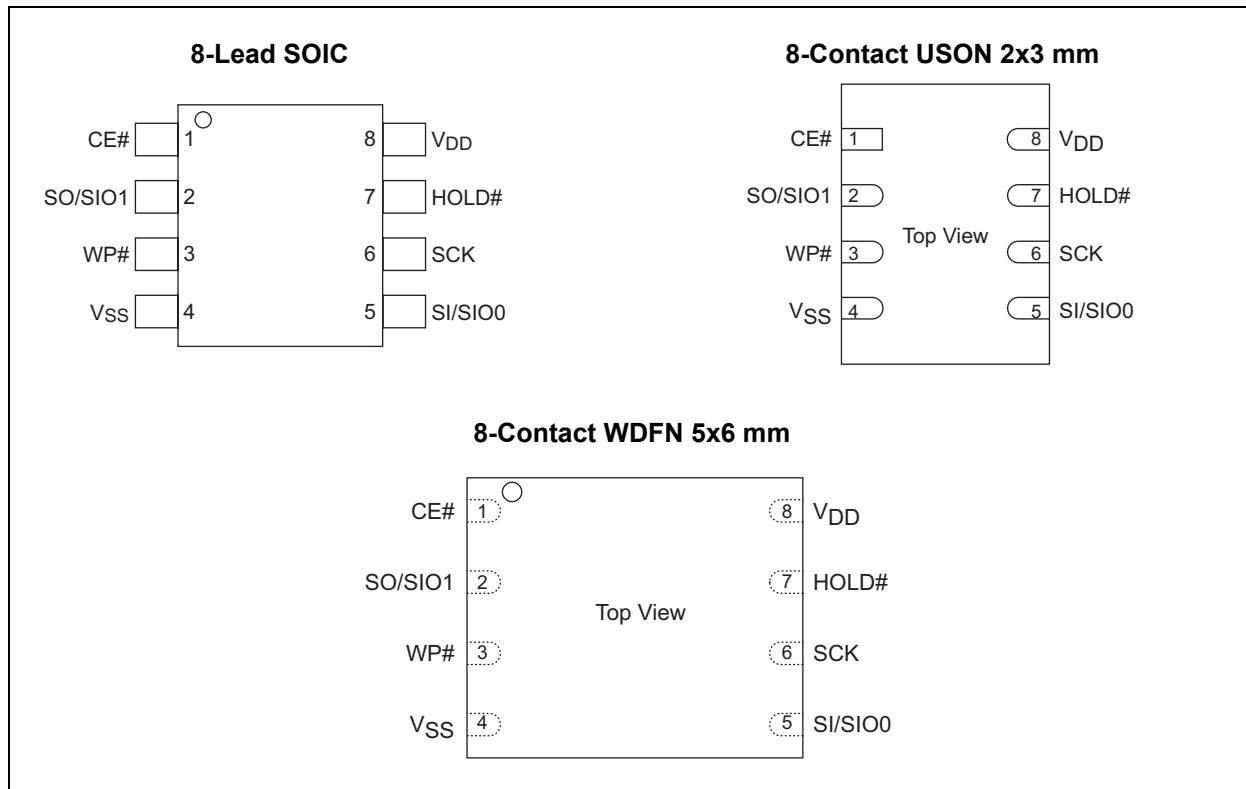 8-Lead SOIC
CE# 1 8 VDD
SO/SIO1 2 7 HOLD#
WP# 3 6 SCK
VSS 4 5 SI/SIO0
8-Contact USON 2x3 mm
CE# 1 8 VDD
SO/SIO1 2 7 HOLD#
Top View
WP# 3 6 SCK
VSS 4 5 SI/SIO0
8-Contact WDFN 5x6 mm
CE# 1 8 VDD
SO/SIO1 2 7 HOLD#
Top View
WP# 3 6 SCK
VSS 4 5 SI/SIO0